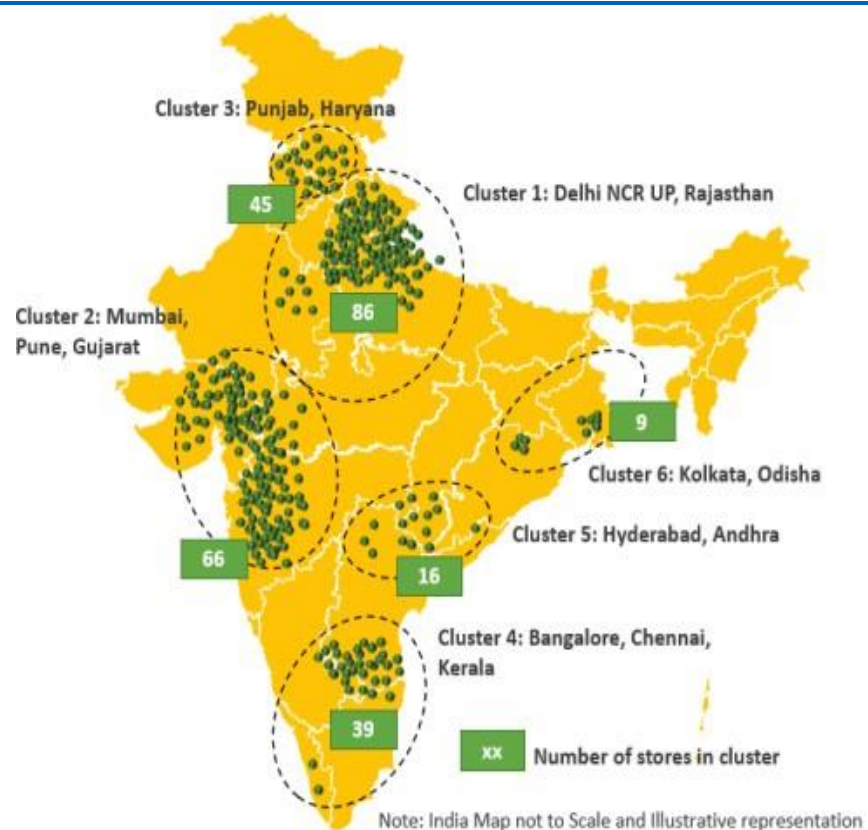 Cluster 3: Punjab, Haryana
45
Cluster 1: Delhi NCR UP, Rajasthan
86
Cluster 2: Mumbai,
Pune, Gujarat
66
9
Cluster 6: Kolkata, Odisha
Cluster 5: Hyderabad, Andhra
16
Cluster 4: Bangalore, Chennai,
Kerala
39
xx Number of stores in cluster
Note: India Map not to Scale and Illustrative representation